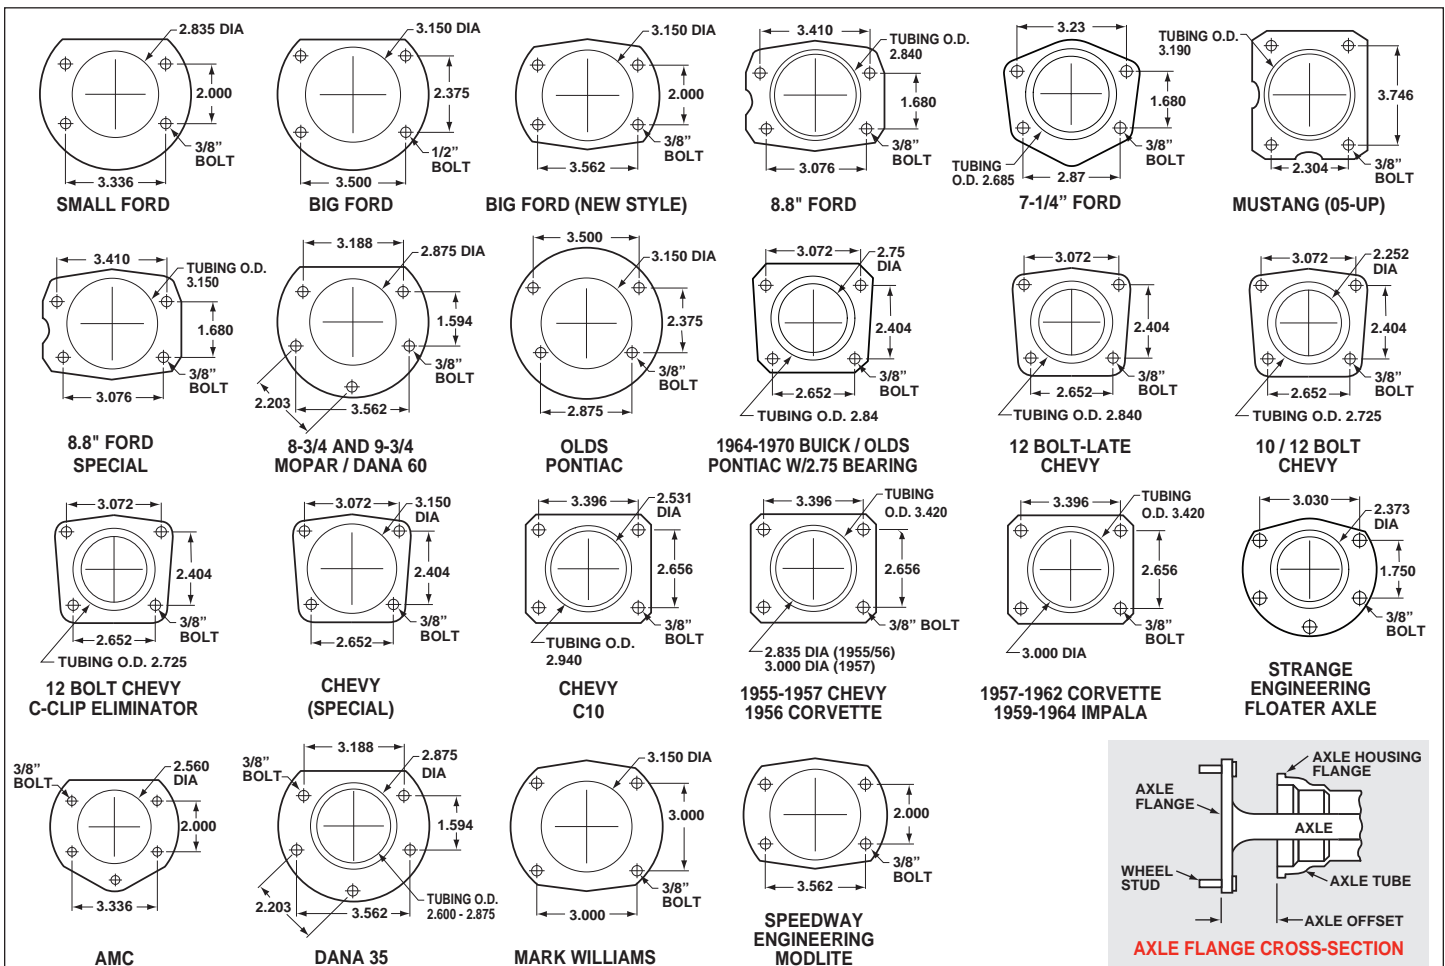 2.835 DIA
2.000
3/8”
BOLT
3.336
SMALL FORD
3.150 DIA
2.375
1/2”
BOLT
3.500
BIG FORD
3.150 DIA
2.000
3/8”
BOLT
3.562
BIG FORD (NEW STYLE)
3.410
TUBING O.D.
2.840
1.680
3/8”
BOLT
3.076
8.8" FORD
3.23
1.680
3/8”
BOLT
TUBING
O.D. 2.685
2.87
7-1/4” FORD
TUBING O.D.
3.190
3.746
3/8”
BOLT
2.304
MUSTANG (05-UP)
3.410
TUBING O.D.
3.150
1.680
3/8”
BOLT
3.076
8.8" FORD
SPECIAL
3.188
2.875 DIA
1.594
3/8”
BOLT
2.203
3.562
8-3/4 AND 9-3/4
MOPAR / DANA 60
3.500
3.150 DIA
2.375
3/8”
BOLT
2.875
OLDS
PONTIAC
3.072
2.75
DIA
2.404
3/8”
BOLT
2.652
TUBING O.D. 2.84
1964-1970 BUICK / OLDS
PONTIAC W/2.75 BEARING
3.072
2.404
3/8”
BOLT
2.652
TUBING O.D. 2.840
12 BOLT-LATE
CHEVY
3.072
2.252
DIA
2.404
3/8”
BOLT
2.652
TUBING O.D. 2.725
10 / 12 BOLT
CHEVY
3.072
2.404
3/8”
BOLT
2.652
TUBING O.D. 2.725
12 BOLT CHEVY
C-CLIP ELIMINATOR
3.072
3.150
DIA
2.404
3/8”
BOLT
2.652
CHEVY
(SPECIAL)
3.396
2.531
DIA
2.656
3/8”
BOLT
TUBING O.D.
2.940
CHEVY
C10
3.396
TUBING
O.D. 3.420
2.656
3/8” BOLT
2.835 DIA (1955/56)
3.000 DIA (1957)
1955-1957 CHEVY
1956 CORVETTE
3.396
TUBING
O.D. 3.420
2.656
3/8”
BOLT
3.000 DIA
1957-1962 CORVETTE
1959-1964 IMPALA
3.030
2.373
DIA
1.750
3/8”
BOLT
STRANGE
ENGINEERING
FLOATER AXLE
3/8”
BOLT
2.560
DIA
2.000
3.336
AMC
3/8”
BOLT
3.188
2.875
DIA
1.594
2.203
3.562
TUBING O.D.
2.600 - 2.875
DANA 35
3.150 DIA
3.000
3/8”
BOLT
3.000
MARK WILLIAMS
2.000
3/8”
BOLT
3.562
SPEEDWAY
ENGINEERING
MODLITE
AXLE HOUSING
FLANGE
AXLE
FLANGE
AXLE
WHEEL
STUD
AXLE TUBE
AXLE OFFSET
AXLE FLANGE CROSS-SECTION